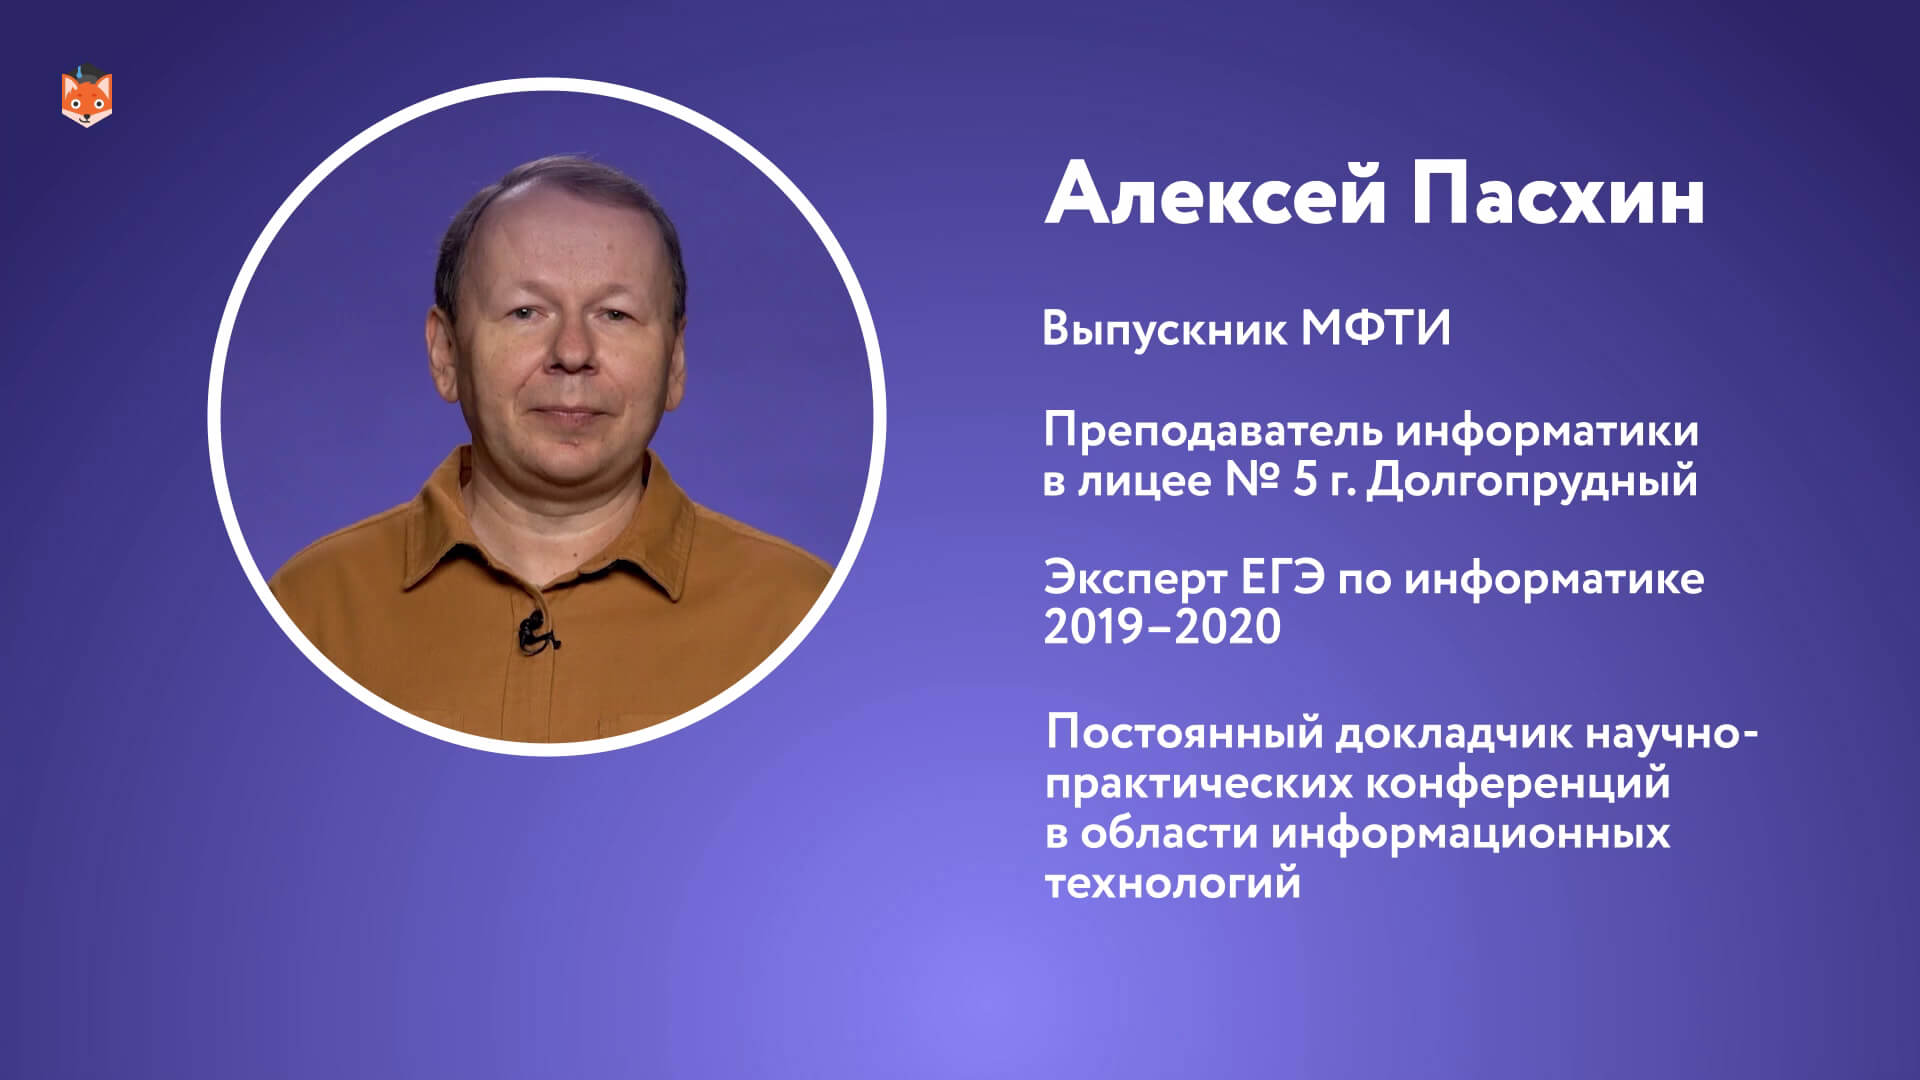 Алексей Пасхин
Выпускник МФТИ
Преподаватель информатики
в лицее № 5 г. Долгопрудный
Эксперт ЕГЭ по информатике
2019–2020
Постоянный докладчик научно-
практических конференций
в области информационных
технологий